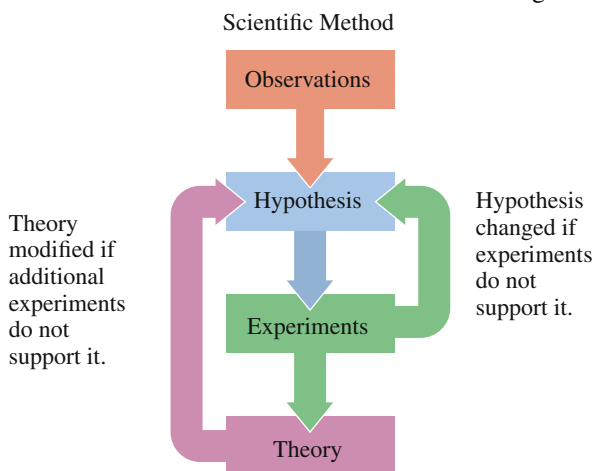 Scientific Method
Observations
Hypothesis
Theory
modified if
additional
experiments
do not
support it.
Hypothesis
changed if
experiments
do not
support it.
Experiments
Theory